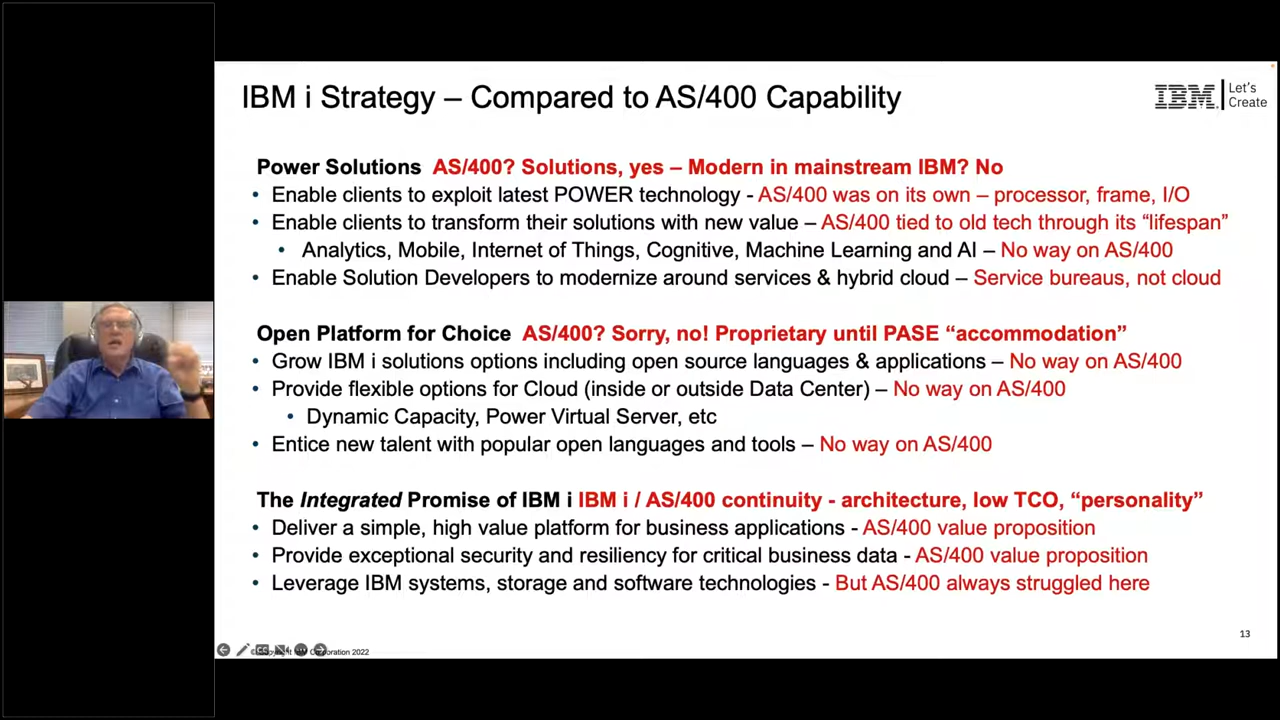 IBM i Strategy – Compared to AS/400 Capability
IBM
Let's
Create
Power Solutions AS/400? Solutions, yes – Modern in mainstream IBM? No
• Enable clients to exploit latest POWER technology - AS/400 was on its own – processor, frame, I/O
• Enable clients to transform their solutions with new value – AS/400 tied to old tech through its “lifespan”
• Analytics, Mobile, Internet of Things, Cognitive, Machine Learning and AI – No way on AS/400
• Enable Solution Developers to modernize around services & hybrid cloud – Service bureaus, not cloud
Open Platform for Choice AS/400? Sorry, no! Proprietary until PASE “accommodation”
• Grow IBM i solutions options including open source languages & applications – No way on AS/400
• Provide flexible options for Cloud (inside or outside Data Center) – No way on AS/400
• Dynamic Capacity, Power Virtual Server, etc
• Entice new talent with popular open languages and tools – No way on AS/400
The Integrated Promise of IBM i IBM i / AS/400 continuity - architecture, low TCO, “personality”
• Deliver a simple, high value platform for business applications - AS/400 value proposition
• Provide exceptional security and resiliency for critical business data - AS/400 value proposition
• Leverage IBM systems, storage and software technologies - But AS/400 always struggled here
13
2022